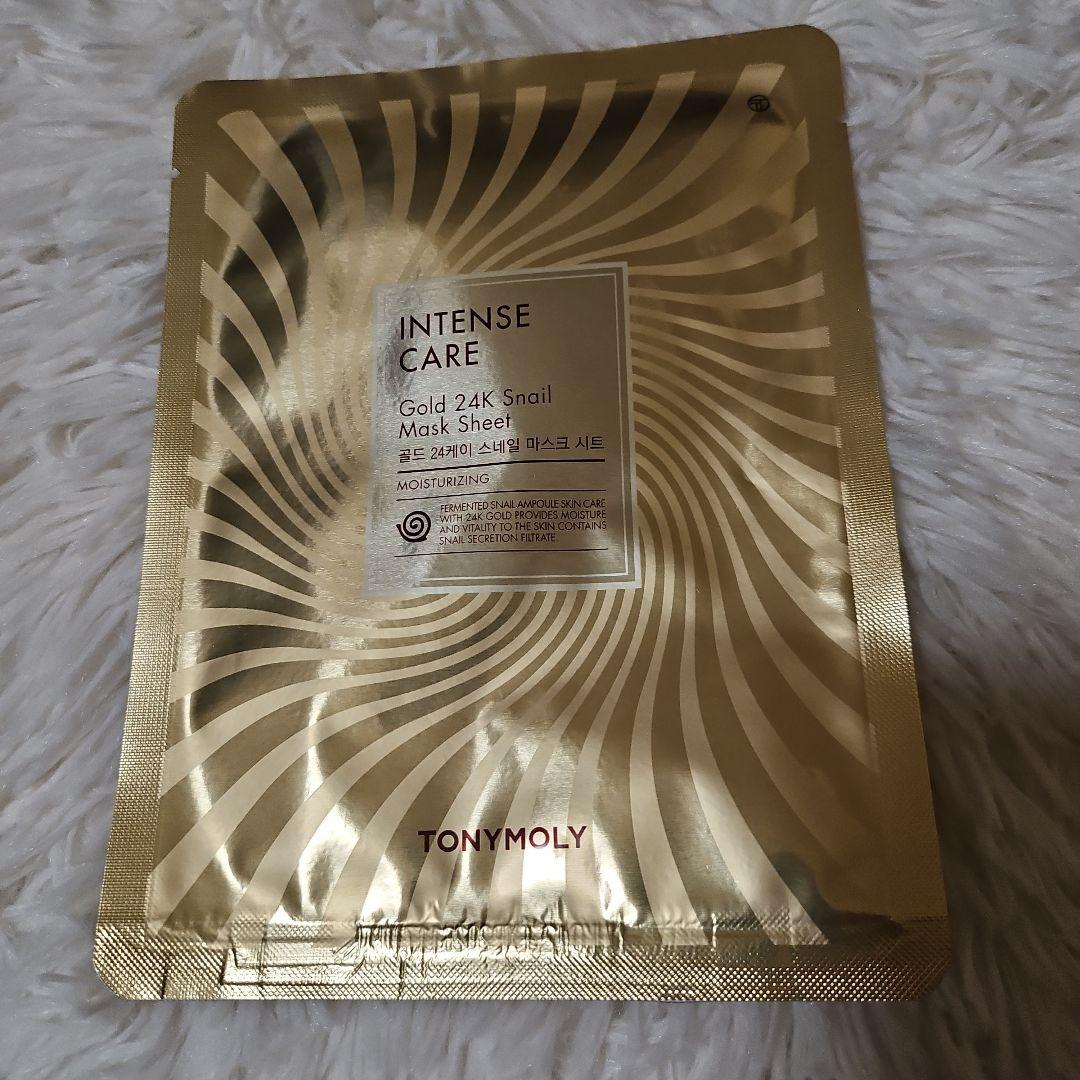 INTENSE
CARE
Gold 24K Snail
Mask Sheet
골드 24케이 스네일 마스크 시트
MOISTURIZING
FERMENTED SNAIL AMPOULE SKIN CARE
WITH 24K GOLD PROVIDES MOISTURE
AND VITALITY TO THE SKIN.CONTAINS
SNAIL SECRETION FILTRATE.
TONYMOLY